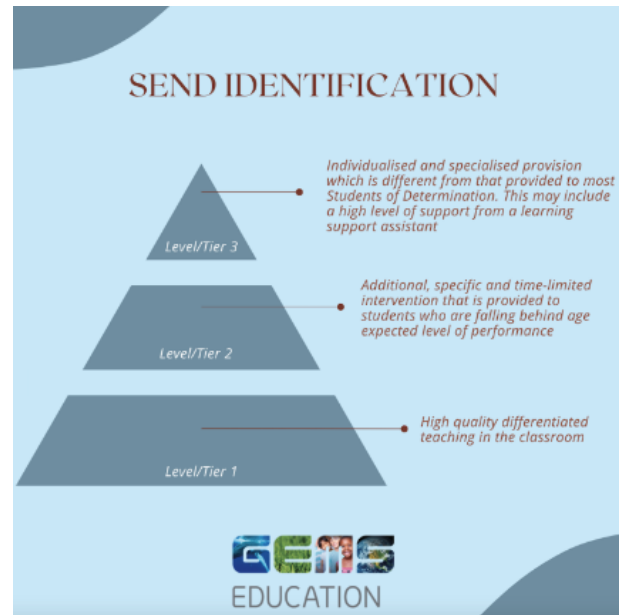 SEND IDENTIFICATION
Individualised and specialised provision
which is different from that provided to most
Students of Determination. This may include
a high level of support from a learning
support assistant
Level/Tier 3
Additional, specific and time-limited
intervention that is provided to
students who are falling behind age
expected level of performance
Level/Tier 2
High quality differentiated
teaching in the classroom
Level/Tier 1
GEMS
EDUCATION